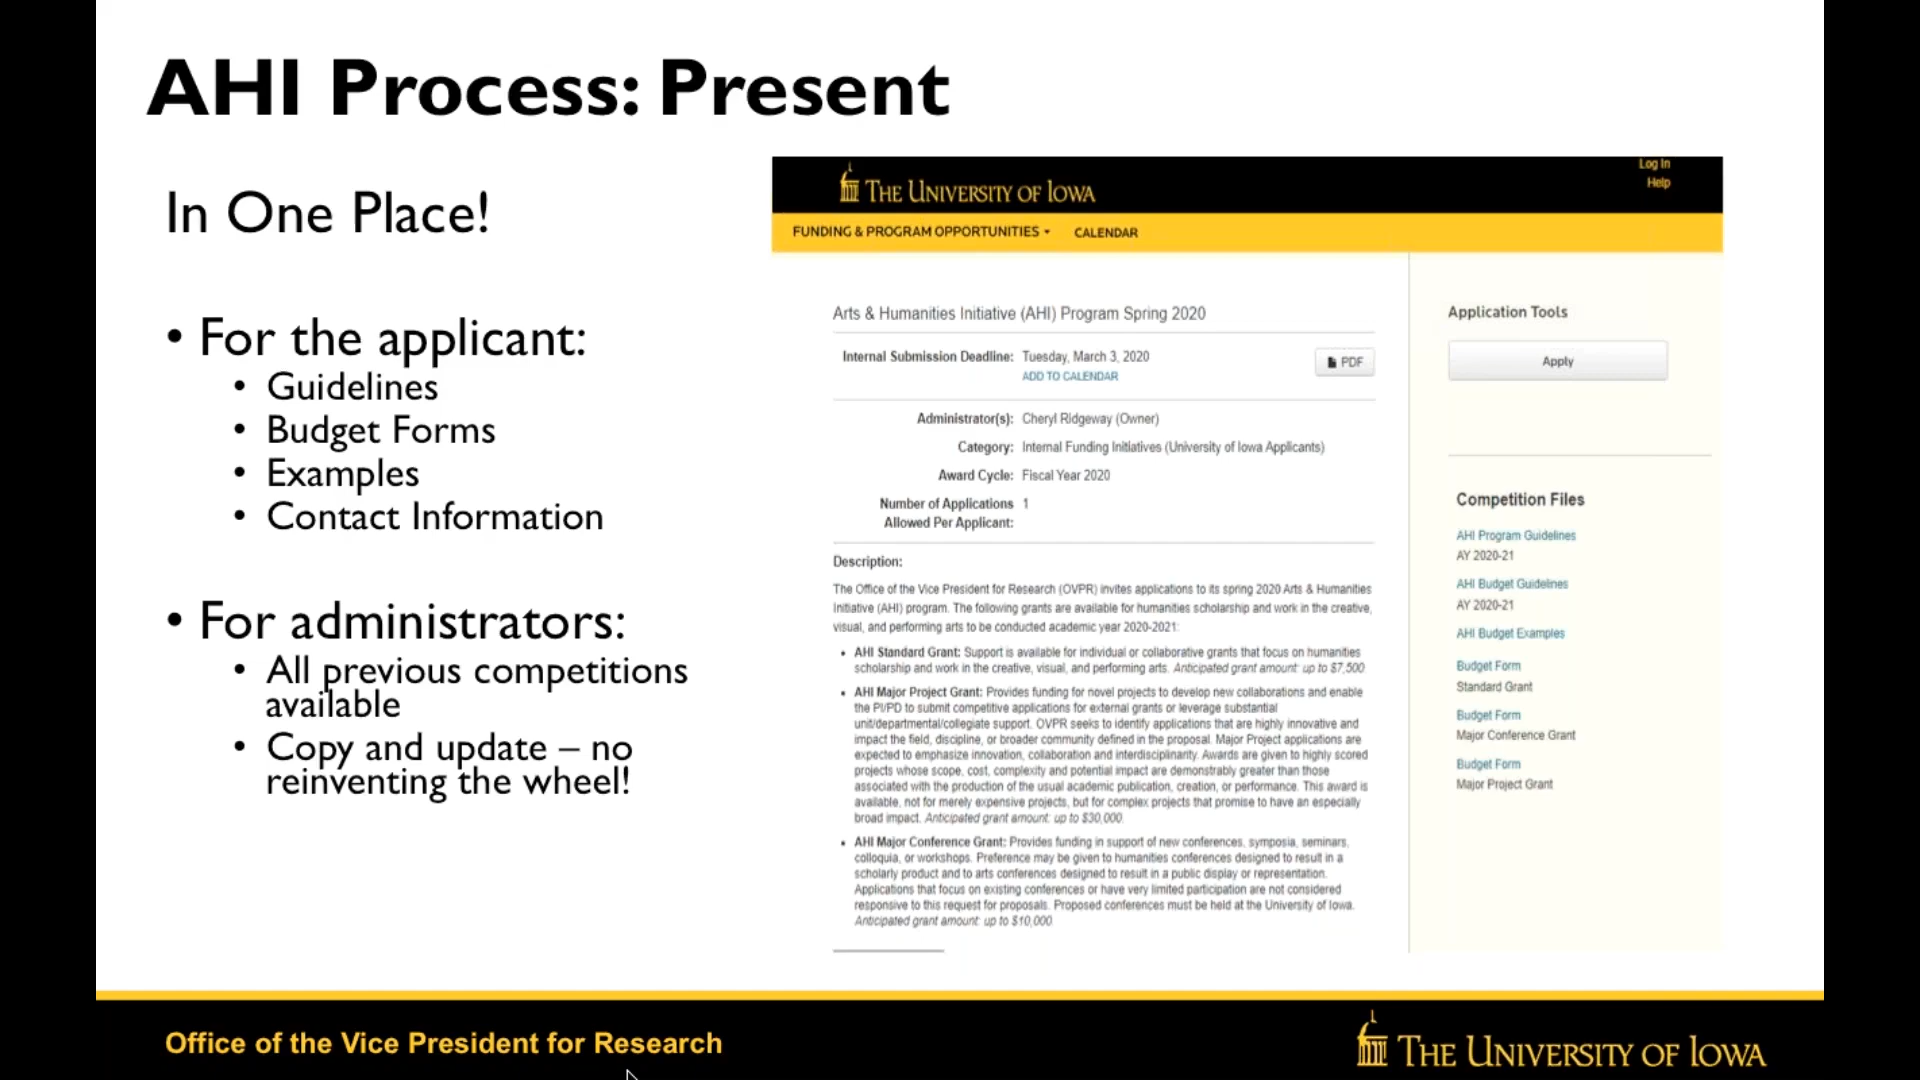 AHI Process: Present
In One Place!
• For the applicant:
• Guidelines
• Budget Forms
• Examples
• Contact Information
• For administrators:
• All previous competitions
available
• Copy and update – no
reinventing the wheel!
THE UNIVERSITY OF IOWA
Log In
Help
FUNDING & PROGRAM OPPORTUNITIES
CALENDAR
Arts & Humanities Initiative (AHI) Program Spring 2020
Internal Submission Deadline: Tuesday, March 3, 2020
ADD TO CALENDAR
PDF
Administrator(s): Cheryl Ridgeway (Owner)
Category: Internal Funding Initiatives (University of Iowa Applicants)
Award Cycle: Fiscal Year 2020
Number of Applications 1
Allowed Per Applicant:
Description:
The Office of the Vice President for Research (OVPR) invites applications to its spring 2020 Arts & Humanities
Initiative (AHI) program. The following grants are available for humanities scholarship and work in the creative,
visual, and performing arts to be conducted academic year 2020-2021:
• AHI Standard Grant: Support is available for individual or collaborative grants that focus on humanities
scholarship and work in the creative, visual, and performing arts. Anticipated grant amount: up to $7,500
• AHI Major Project Grant: Provides funding for novel projects to develop new collaborations and enable
the PI/PD to submit competitive applications for external grants or leverage substantial
unit/departmental/collegiate support. OVPR seeks to identify applications that are highly innovative and
impact the field, discipline, or broader community defined in the proposal. Major Project applications are
expected to emphasize innovation, collaboration and interdisciplinarity. Awards are given to highly scored
projects whose scope, cost, complexity and potential impact are demonstrably greater than those
associated with the production of the usual academic publication, creation, or performance. This award is
available, not for merely expensive projects, but for complex projects that promise to have an especially
broad impact. Anticipated grant amount: up to $30,000.
• AHI Major Conference Grant: Provides funding in support of new conferences, symposia, seminars,
colloquia, or workshops. Preference may be given to humanities conferences designed to result in a
scholarly product and to arts conferences designed to result in a public display or representation.
Applications that focus on existing conferences or have very limited participation are not considered
responsive to this request for proposals. Proposed conferences must be held at the University of Iowa.
Anticipated grant amount: up to $10,000
Application Tools
Apply
Competition Files
AHI Program Guidelines
AY 2020-21
AHI Budget Guidelines
AY 2020-21
AHI Budget Examples
Budget Form
Standard Grant
Budget Form
Major Conference Grant
Budget Form
Major Project Grant
Office of the Vice President for Research
THE UNIVERSITY OF IOWA